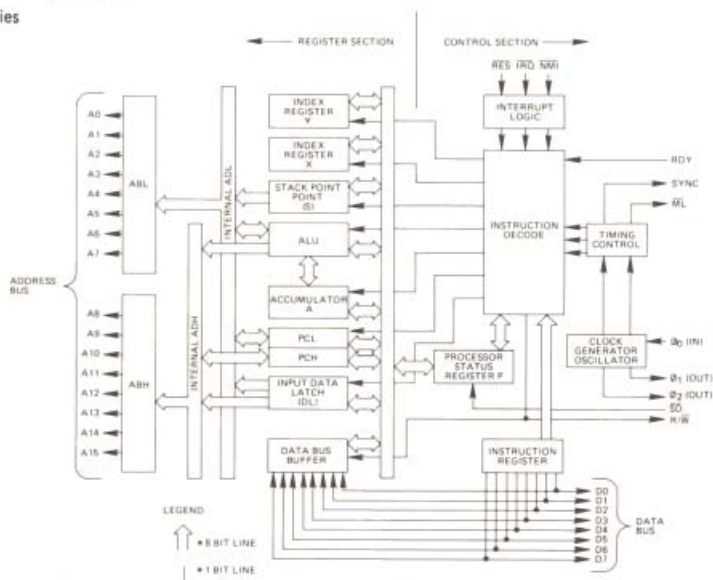 ies
REGISTER SECTION
CONTROL SECTION
RES IRQ NMI
INDEX
REGISTER
Y
INTERRUPT
LOGIC
INDEX
REGISTER
X
STACK POINT
POINT
(S)
ALU
ACCUMULATOR
A
PCL
PCH
INPUT DATA
LATCH
(DL)
DATA BUS
BUFFER
INTERNAL ADL
INTERNAL ADH
ABL
ABH
A0
A1
A2
A3
A4
A5
A6
A7
ADDRESS
BUS
A8
A9
A10
A11
A12
A13
A14
A15
INSTRUCTION
DECODE
TIMING
CONTROL
CLOCK
GENERATOR
OSCILLATOR
PROCESSOR
STATUS
REGISTER P
INSTRUCTION
REGISTER
RDY
SYNC
ML
Ø0 (IN)
Ø1 (OUT)
Ø2 (OUT)
SO
R/W
D0
D1
D2
D3
D4
D5
D6
D7
DATA
BUS
LEGEND
= 8 BIT LINE
= 1 BIT LINE